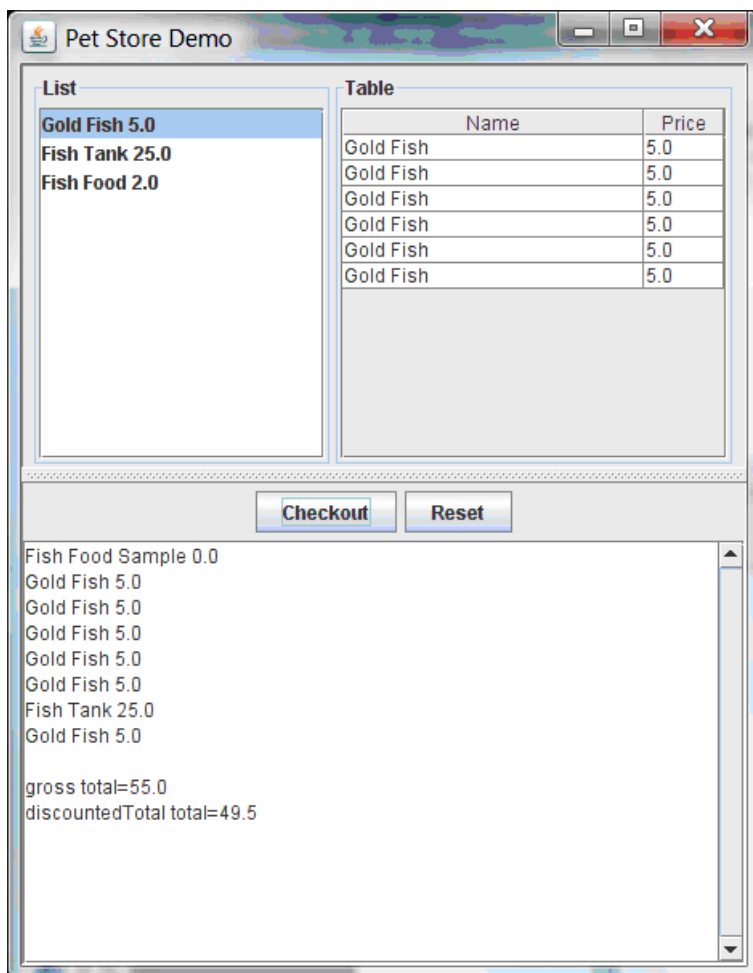 Pet Store Demo
List
Gold Fish 5.0
Fish Tank 25.0
Fish Food 2.0
Table
Name Price
Gold Fish 5.0
Gold Fish 5.0
Gold Fish 5.0
Gold Fish 5.0
Gold Fish 5.0
Gold Fish 5.0
Checkout Reset
Fish Food Sample 0.0
Gold Fish 5.0
Gold Fish 5.0
Gold Fish 5.0
Gold Fish 5.0
Gold Fish 5.0
Fish Tank 25.0
Gold Fish 5.0
gross total=55.0
discountedTotal total=49.5